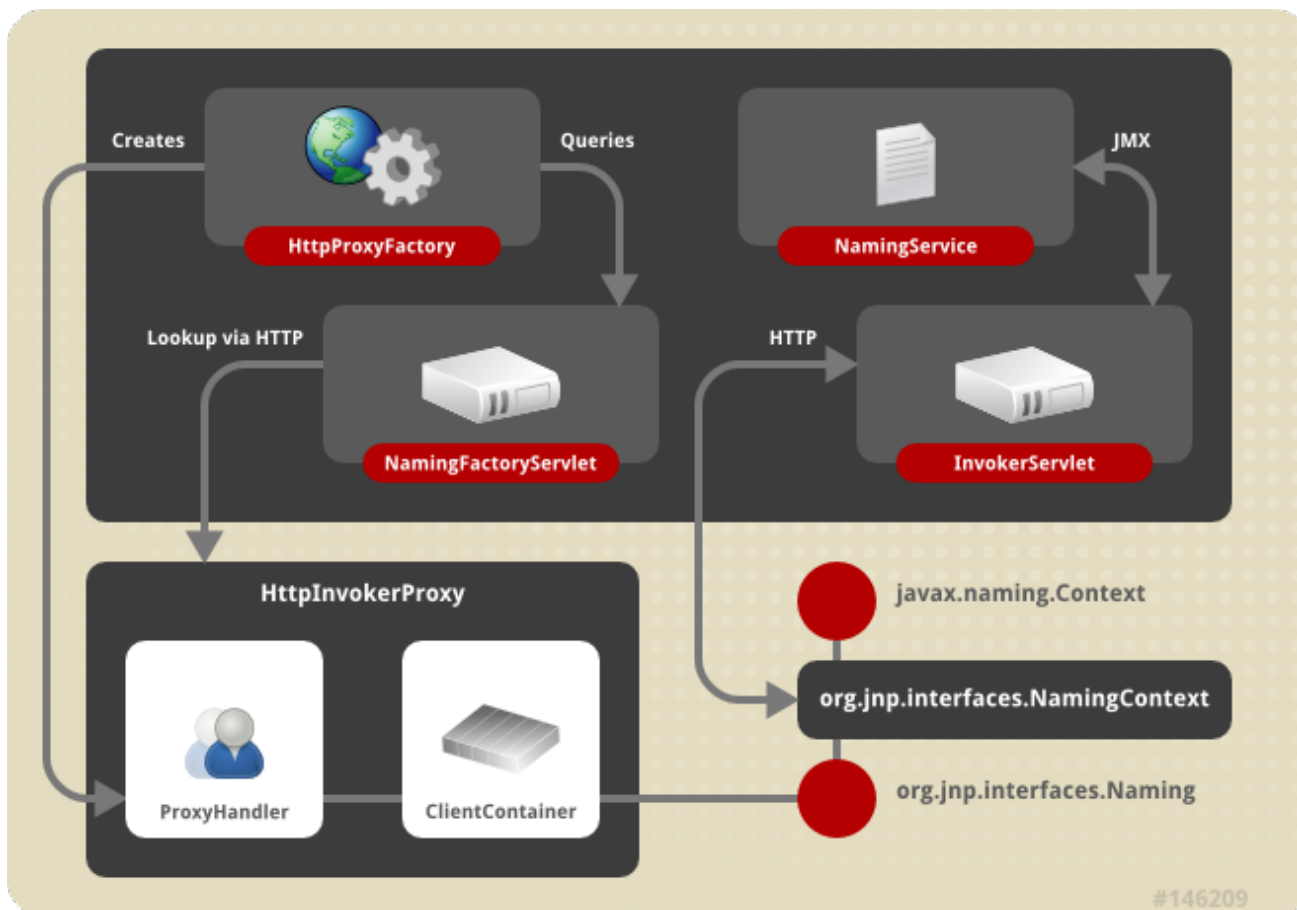 Creates
Queries
JMX
HttpProxyFactory
NamingService
Lookup via HTTP
HTTP
NamingFactoryServlet
InvokerServlet
HttpInvokerProxy
javax.naming.Context
org.jnp.interfaces.NamingContext
org.jnp.interfaces.Naming
ProxyHandler
ClientContainer
#146209